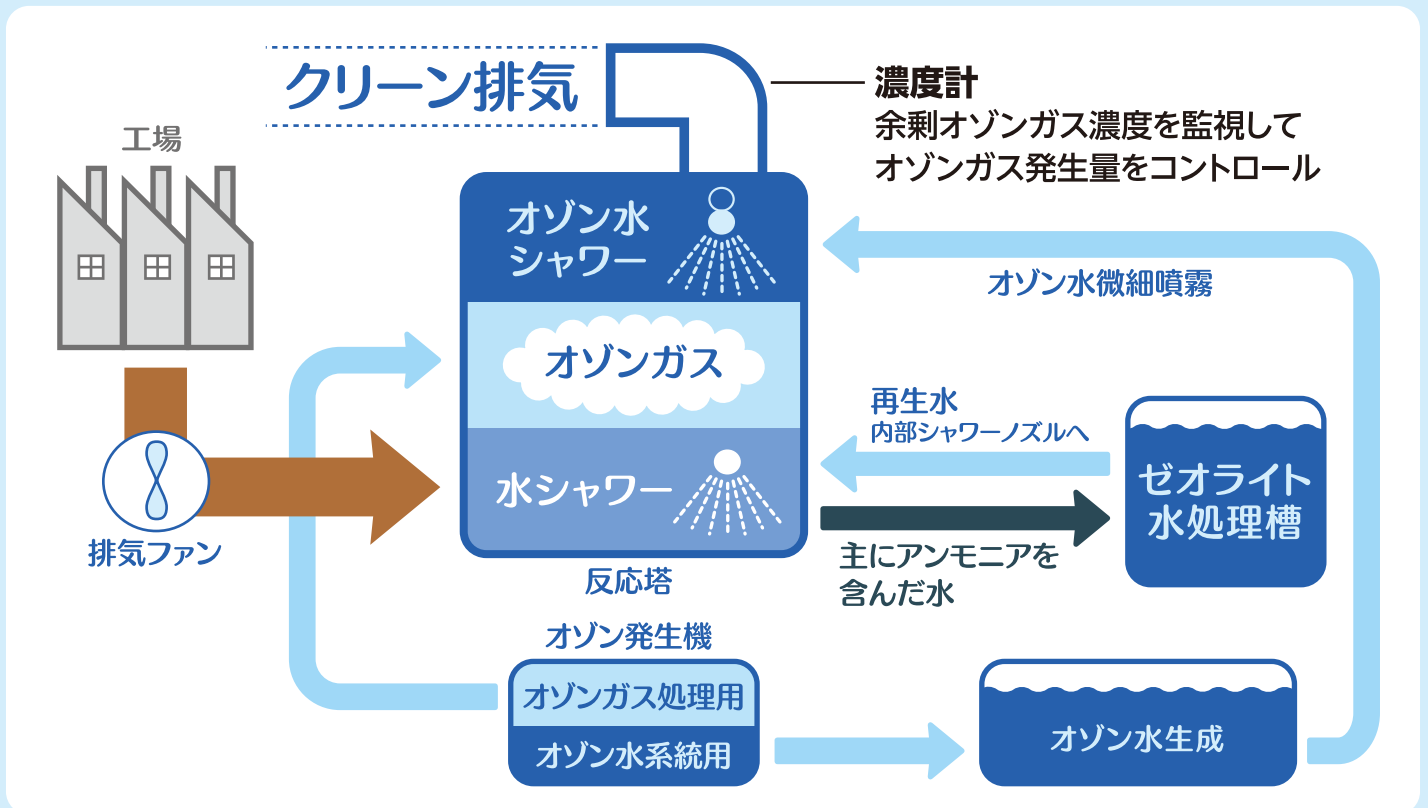 クリーン排気
濃度計
余剰オゾンガス濃度を監視して
オゾンガス発生量をコントロール
工場
オゾン水
シャワー
オゾン水微細噴霧
オゾンガス
再生水
内部シャワーノズルへ
水シャワー
ゼオライト
水処理槽
排気ファン
主にアンモニアを
含んだ水
反応塔
オゾン発生機
オゾンガス処理用
オゾン水系統用
オゾン水生成